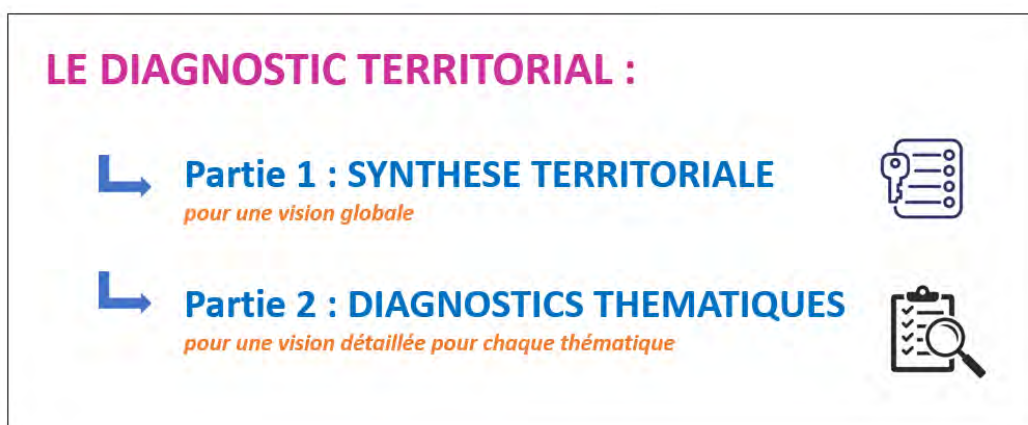 LE DIAGNOSTIC TERRITORIAL :
Partie 1 : SYNTHESE TERRITORIALE
pour une vision globale
Partie 2 : DIAGNOSTICS THEMATIQUES
pour une vision détaillée pour chaque thématique